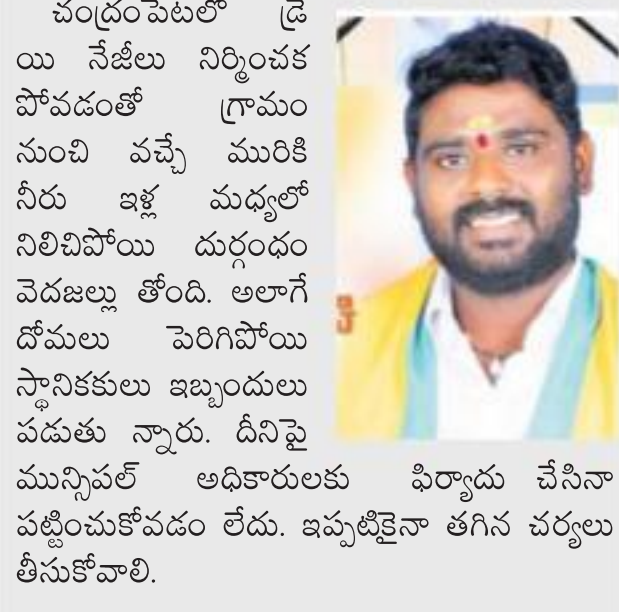 చంద్రంపేటలో డ్రె
యి నేజీలు నిర్మించక
పోవడంతో గ్రామం
నుంచి వచ్చే మురికి
నీరు ఇళ్ల మధ్యలో
నిలిచిపోయి దుర్గంధం
వెదజల్లు తోంది. అలాగే
దోమలు పెరిగిపోయి
స్థానికకులు ఇబ్బందులు
పడుతు న్నారు. దీనిపై
మున్సిపల్ అధికారులకు ఫిర్యాదు చేసినా
పట్టించుకోవడం లేదు. ఇప్పటికైనా తగిన చర్యలు
తీసుకోవాలి.